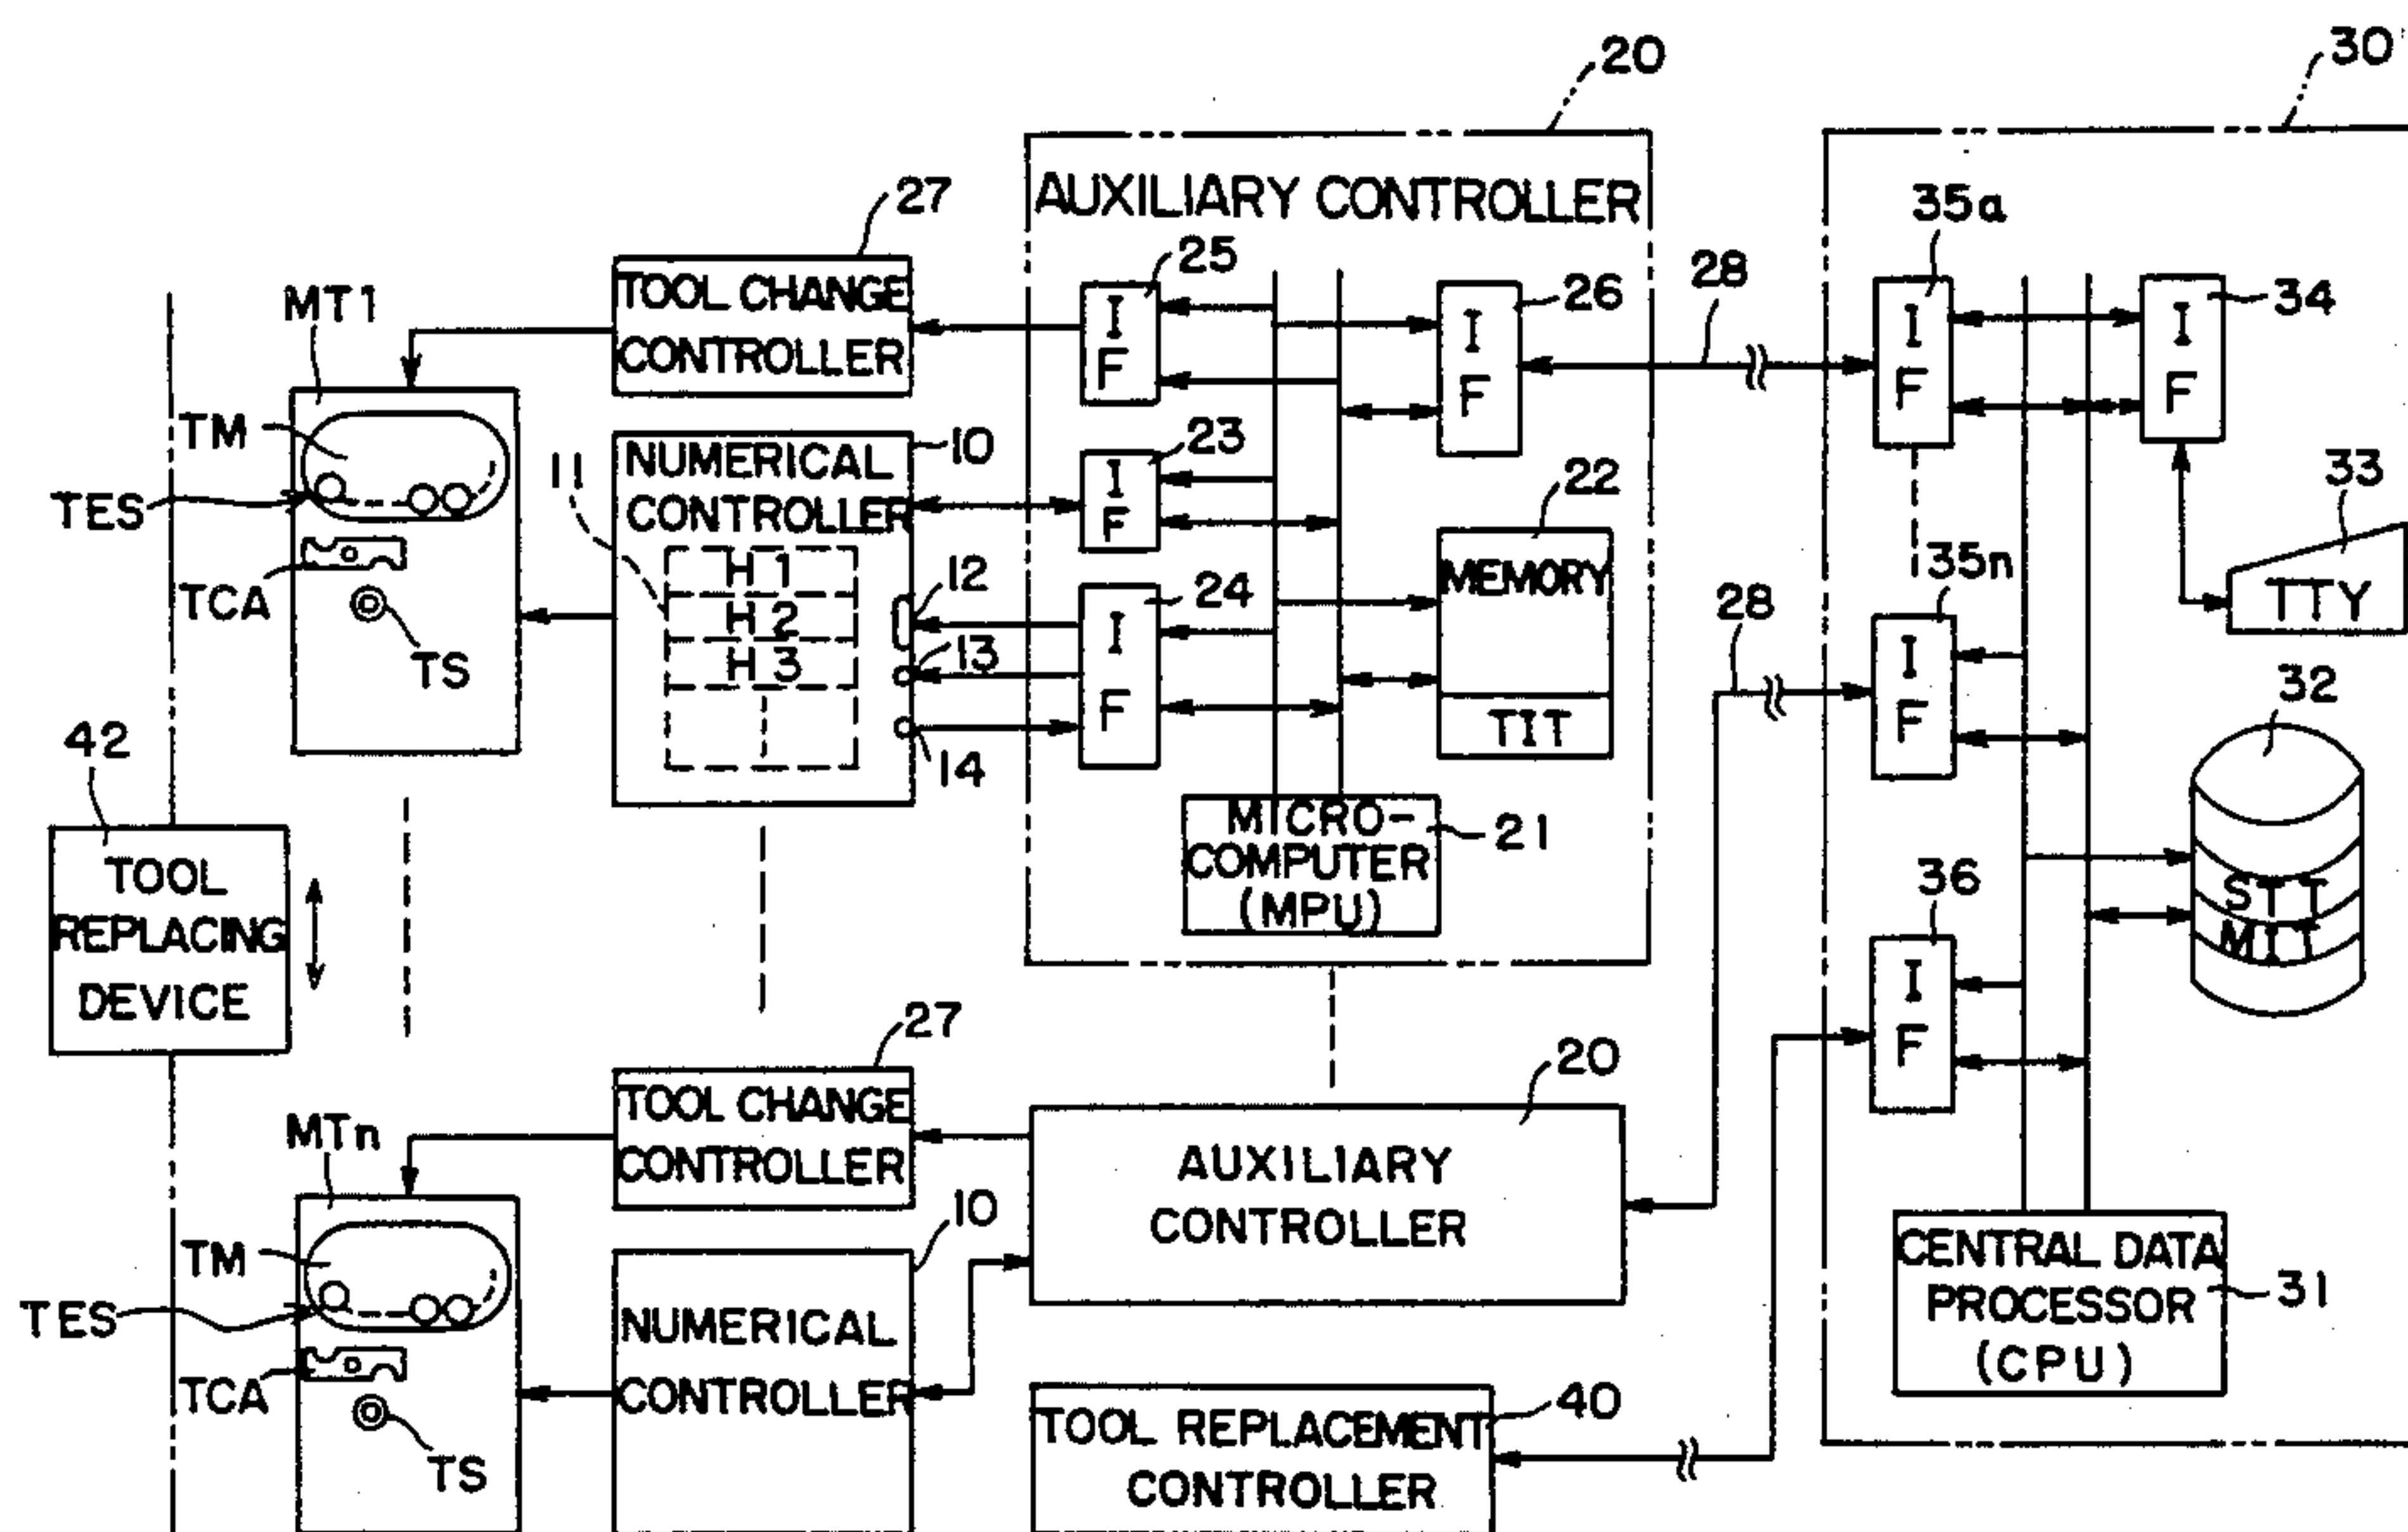 20
30
27
AUXILIARY CONTROLLER
35a
25
28
26
34
MT1
TOOL CHANGE
CONTROLLER
I
F
I
F
I
F
I
F
TM
11
NUMERICAL
CONTROLLER
10
23
I
F
22
33
TES
H1
H2
H3
12
13
14
24
I
F
MEMORY
TIT
28
35n
I
F
TTY
TCA
TS
32
42
TOOL
REPLACING
DEVICE
MICRO-
COMPUTER
(MPU)
21
36
I
F
STT
MIT
27
TOOL CHANGE
CONTROLLER
20
AUXILIARY
CONTROLLER
MTn
TM
TES
TCA
TS
10
NUMERICAL
CONTROLLER
CENTRAL DATA
PROCESSOR
(CPU)
31
TOOL REPLACEMENT
CONTROLLER
40